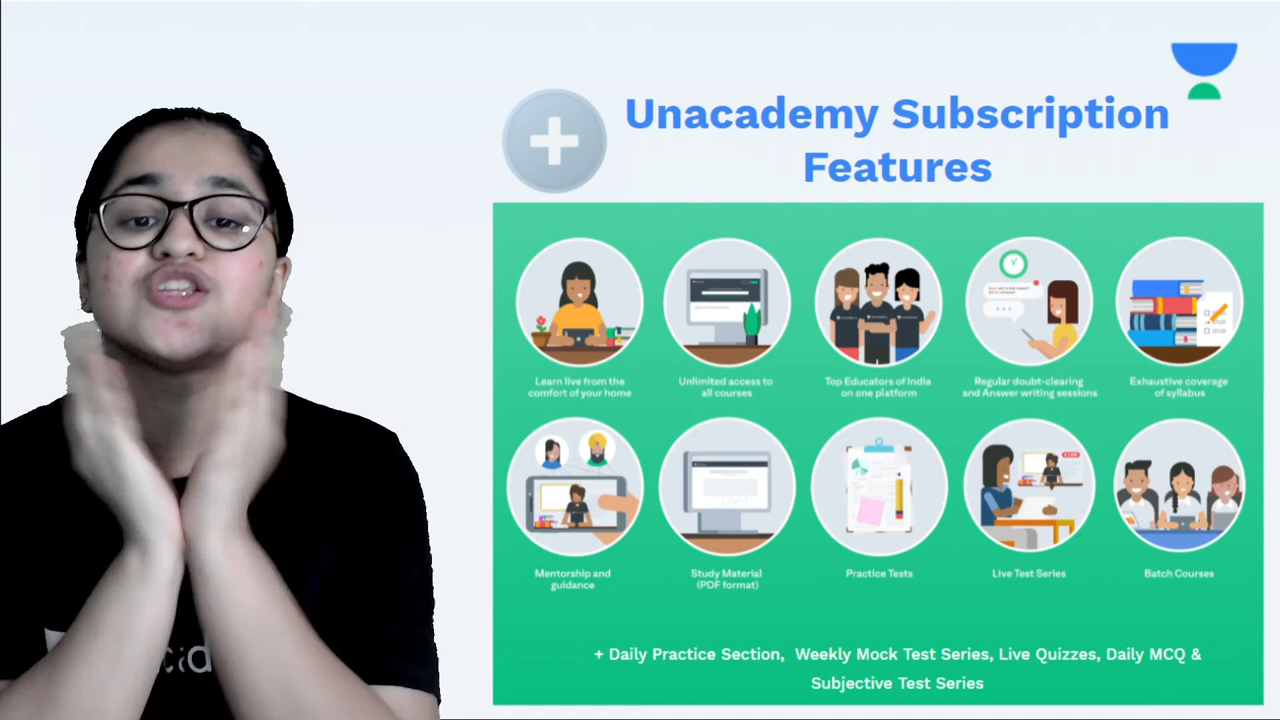 Unacademy Subscription
Features
Learn live from the
comfort of your home
Unlimited access to
all courses
Top Educators of India
on one platform
Regular doubt-clearing
and Answer writing sessions
Exhaustive coverage
of syllabus
Mentorship and
guidance
Study Material
(PDF format)
Practice Tests
Live Test Series
Batch Courses
+ Daily Practice Section, Weekly Mock Test Series, Live Quizzes, Daily MCQ &
Subjective Test Series